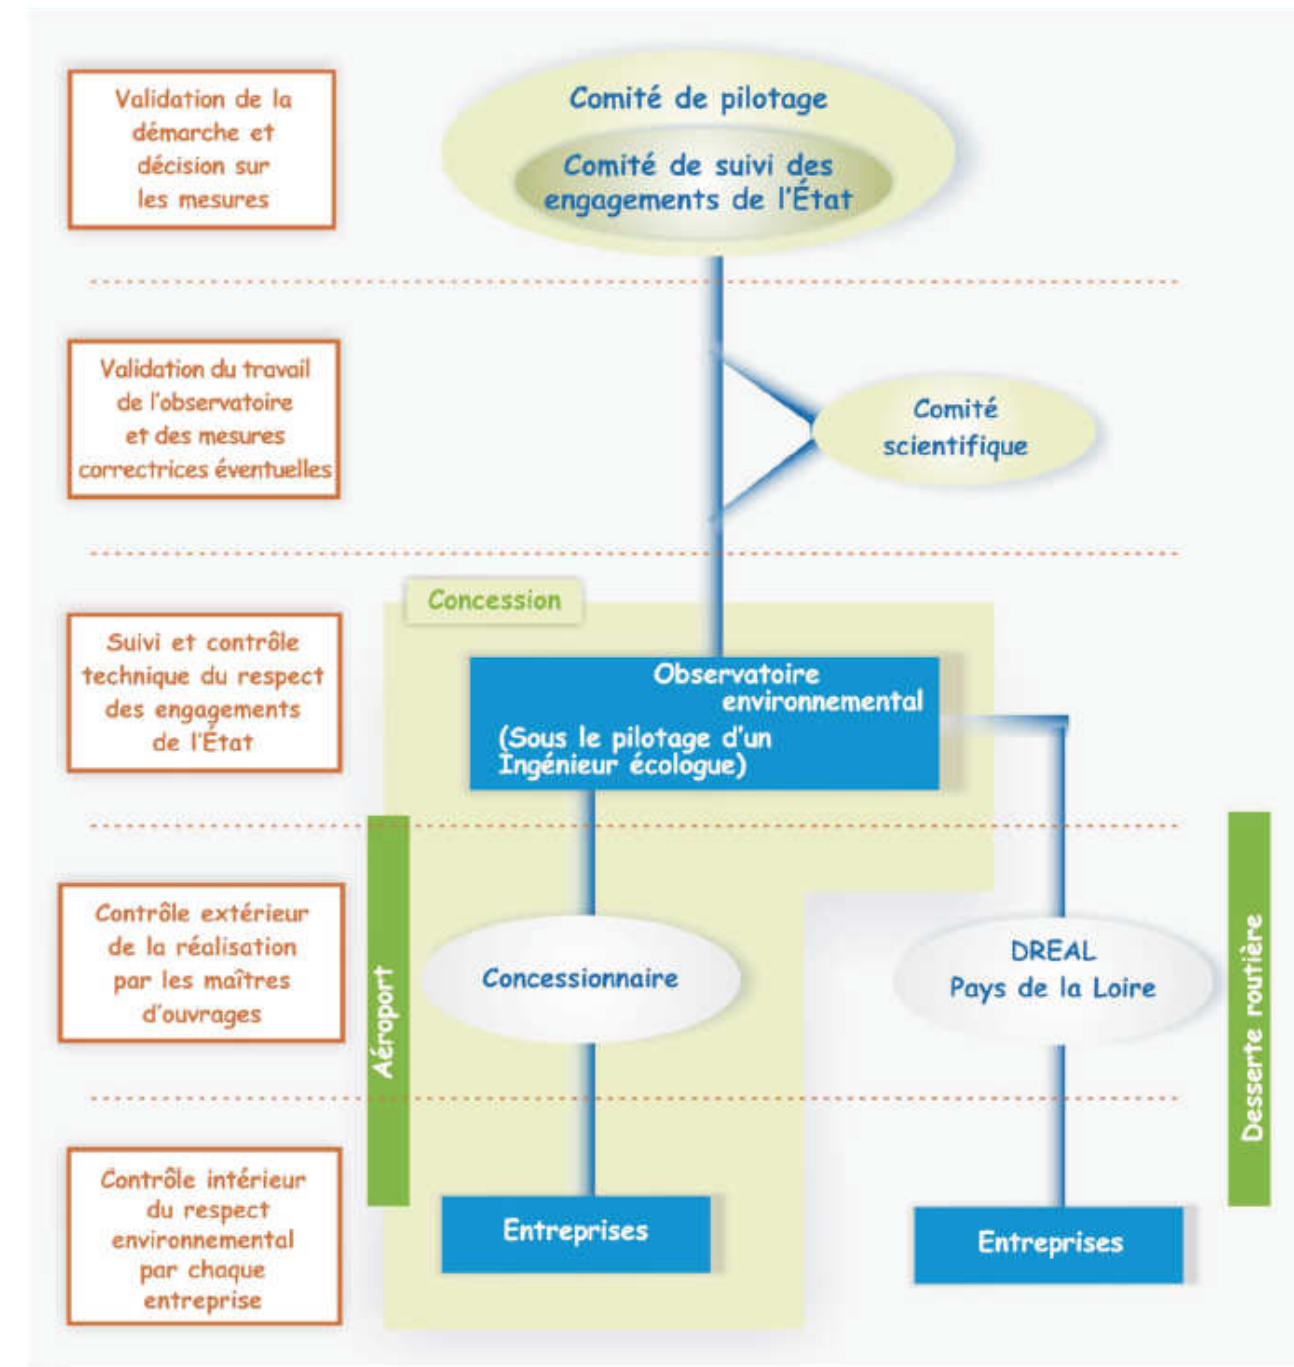 Validation de la
démarche et
décision sur
les mesures
Comité de pilotage
Comité de suivi des
engagements de l'État
Validation du travail
de l'observatoire
et des mesures
correctrices éventuelles
Comité
scientifique
Concession
Suivi et contrôle
technique du respect
des engagements
de l'État
Observatoire
environnemental
(Sous le pilotage d'un
Ingénieur écologue)
Contrôle extérieur
de la réalisation
par les maîtres
d'ouvrages
Aéroport
Concessionnaire
DREAL
Pays de la Loire
Desserte routière
Contrôle intérieur
du respect
environnemental
par chaque
entreprise
Entreprises
Entreprises